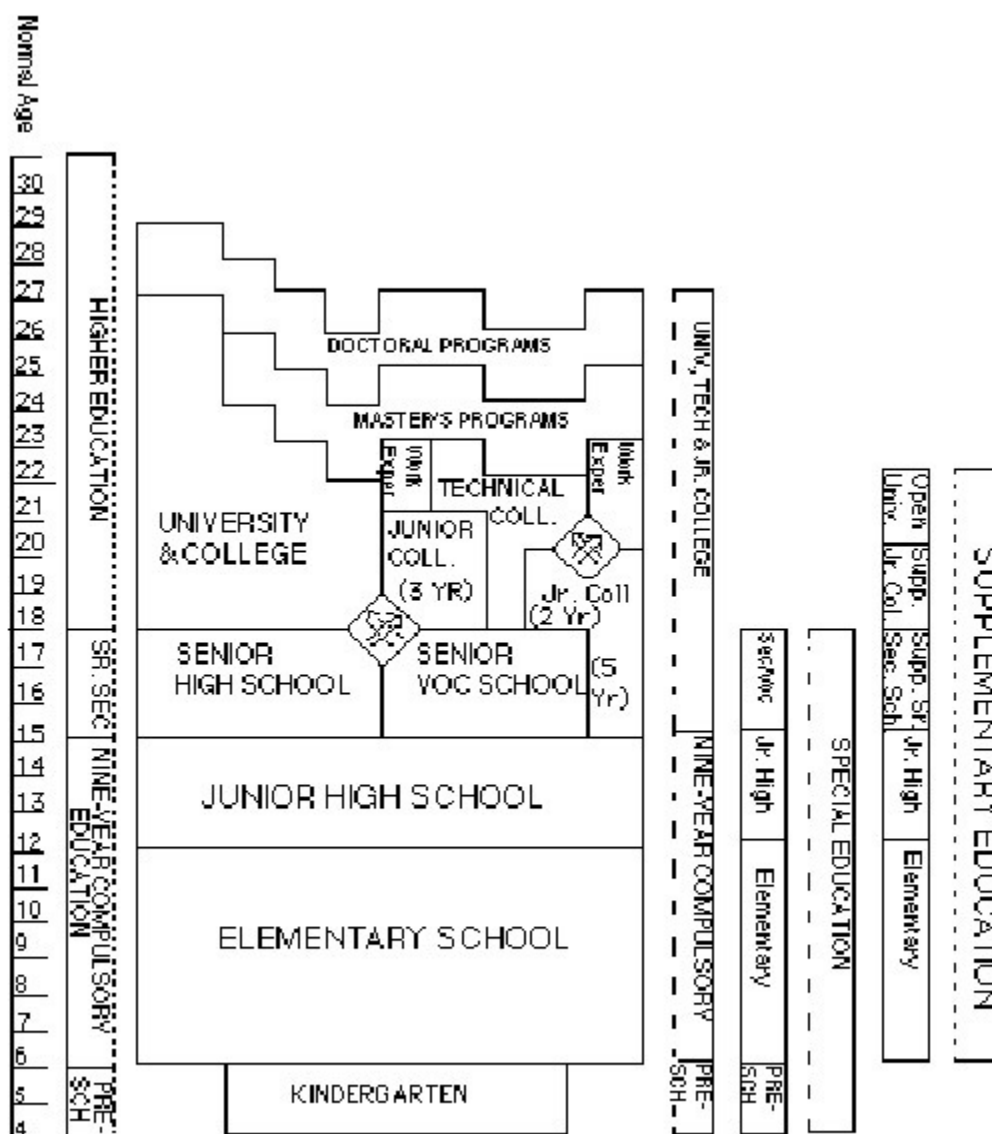 Normal Age
30
29
28
27
26
25
24
23
22
21
20
19
18
17
16
15
14
13
12
11
10
9
8
7
6
5
4
HIGHER EDUCATION
SR. SEC
NINE-YEAR COMPULSORY
EDUCATION
PRE-
SCH
DOCTORAL PROGRAMS
MASTER'S PROGRAMS
Work
Exper
Work
Exper
TECHNICAL
COLL.
UNIVERSITY
& COLLEGE
JUNIOR
COLL.
(3 YR)
Jr. Coll
(2 Yr)
SENIOR
HIGH SCHOOL
SENIOR
VOC SCHOOL
(5
Yr)
JUNIOR HIGH SCHOOL
ELEMENTARY SCHOOL
KINDERGARTEN
UNIV, TECH & JR. COLLEGE
NINE-YEAR COMPULSORY
PRE-
SCH
Sec/Voc
Jr. High
Elementary
PRE-
SCH
SPECIAL EDUCATION
Open
Univ.
Supp.
Jr. Col.
Supp. Sr.
Sec. Sch
Jr. High
Elementary
SUPPLEMENTARY EDUCATION